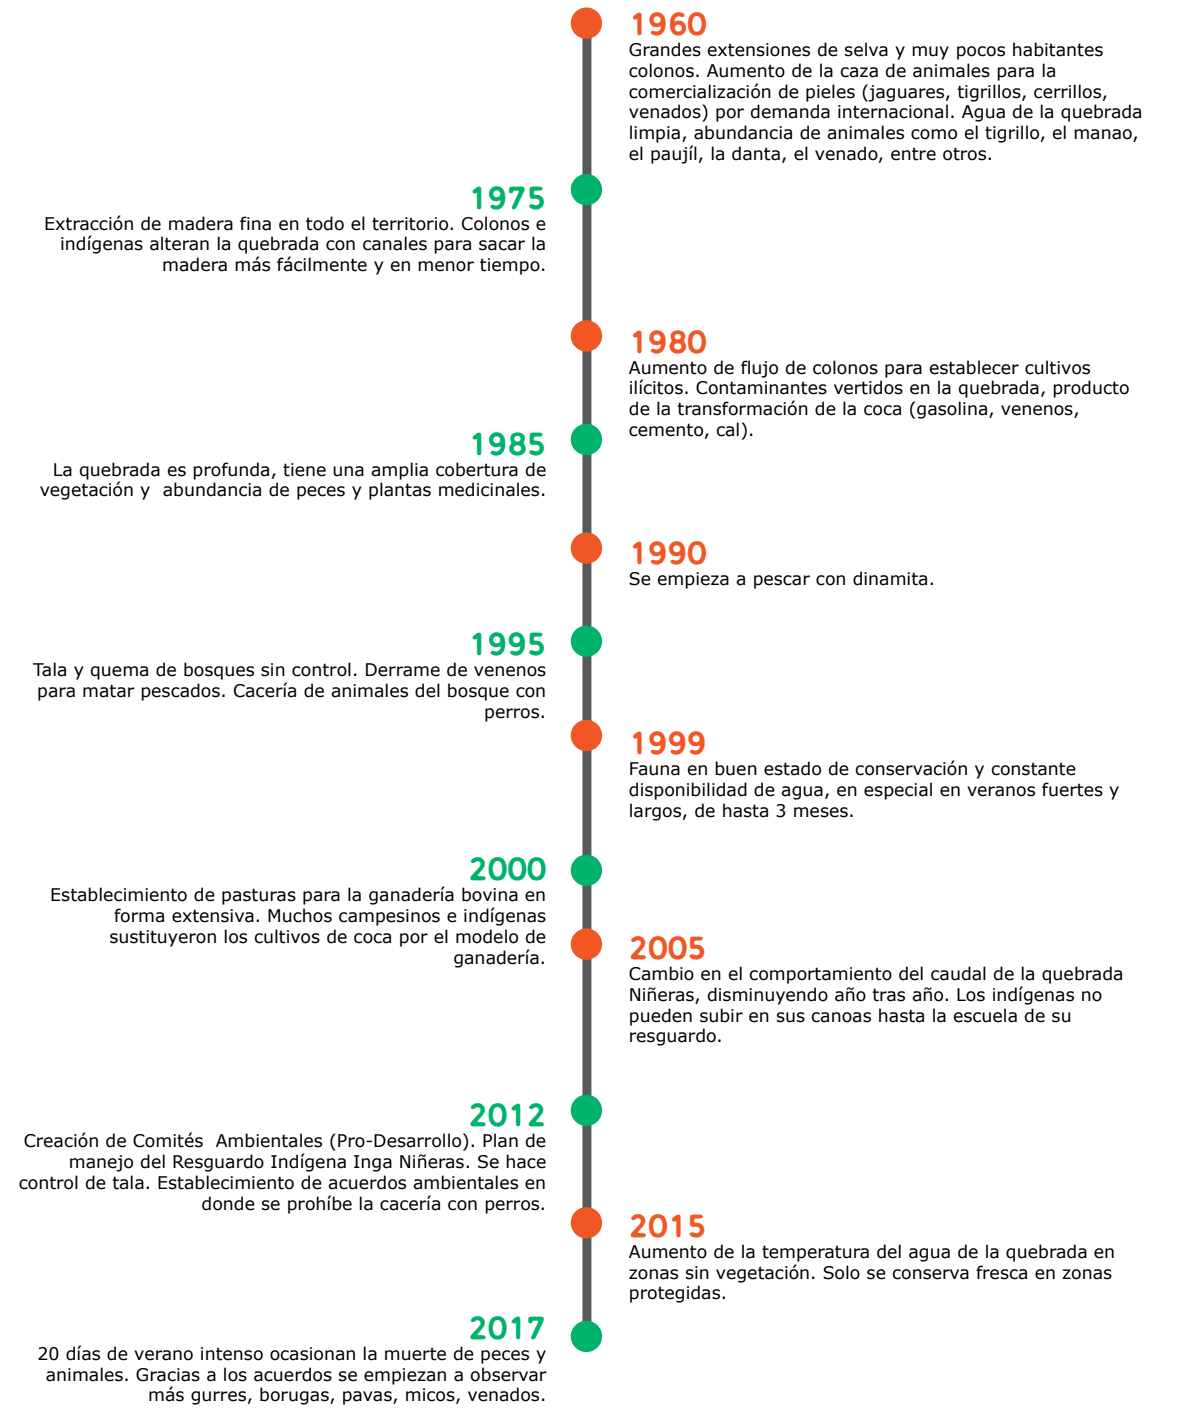 1960
Grandes extensiones de selva y muy pocos habitantes
colonos. Aumento de la caza de animales para la
comercialización de pieles (jaguares, tigrillos, cerrillos,
venados) por demanda internacional. Agua de la quebrada
limpia, abundancia de animales como el tigrillo, el manao,
el paujíl, la danta, el venado, entre otros.
1975
Extracción de madera fina en todo el territorio. Colonos e
indígenas alteran la quebrada con canales para sacar la
madera más fácilmente y en menor tiempo.
1980
Aumento de flujo de colonos para establecer cultivos
ilícitos. Contaminantes vertidos en la quebrada, producto
de la transformación de la coca (gasolina, venenos,
cemento, cal).
1985
La quebrada es profunda, tiene una amplia cobertura de
vegetación y  abundancia de peces y plantas medicinales.
1990
Se empieza a pescar con dinamita.
1995
Tala y quema de bosques sin control. Derrame de venenos
para matar pescados. Cacería de animales del bosque con
perros.
1999
Fauna en buen estado de conservación y constante
disponibilidad de agua, en especial en veranos fuertes y
largos, de hasta 3 meses.
2000
Establecimiento de pasturas para la ganadería bovina en
forma extensiva. Muchos campesinos e indígenas
sustituyeron los cultivos de coca por el modelo de
ganadería.
2005
Cambio en el comportamiento del caudal de la quebrada
Niñeras, disminuyendo año tras año. Los indígenas no
pueden subir en sus canoas hasta la escuela de su
resguardo.
2012
Creación de Comités  Ambientales (Pro-Desarrollo). Plan de
manejo del Resguardo Indígena Inga Niñeras. Se hace
control de tala. Establecimiento de acuerdos ambientales en
donde se prohíbe la cacería con perros.
2015
Aumento de la temperatura del agua de la quebrada en
zonas sin vegetación. Solo se conserva fresca en zonas
protegidas.
2017
20 días de verano intenso ocasionan la muerte de peces y
animales. Gracias a los acuerdos se empiezan a observar
más gurres, borugas, pavas, micos, venados.